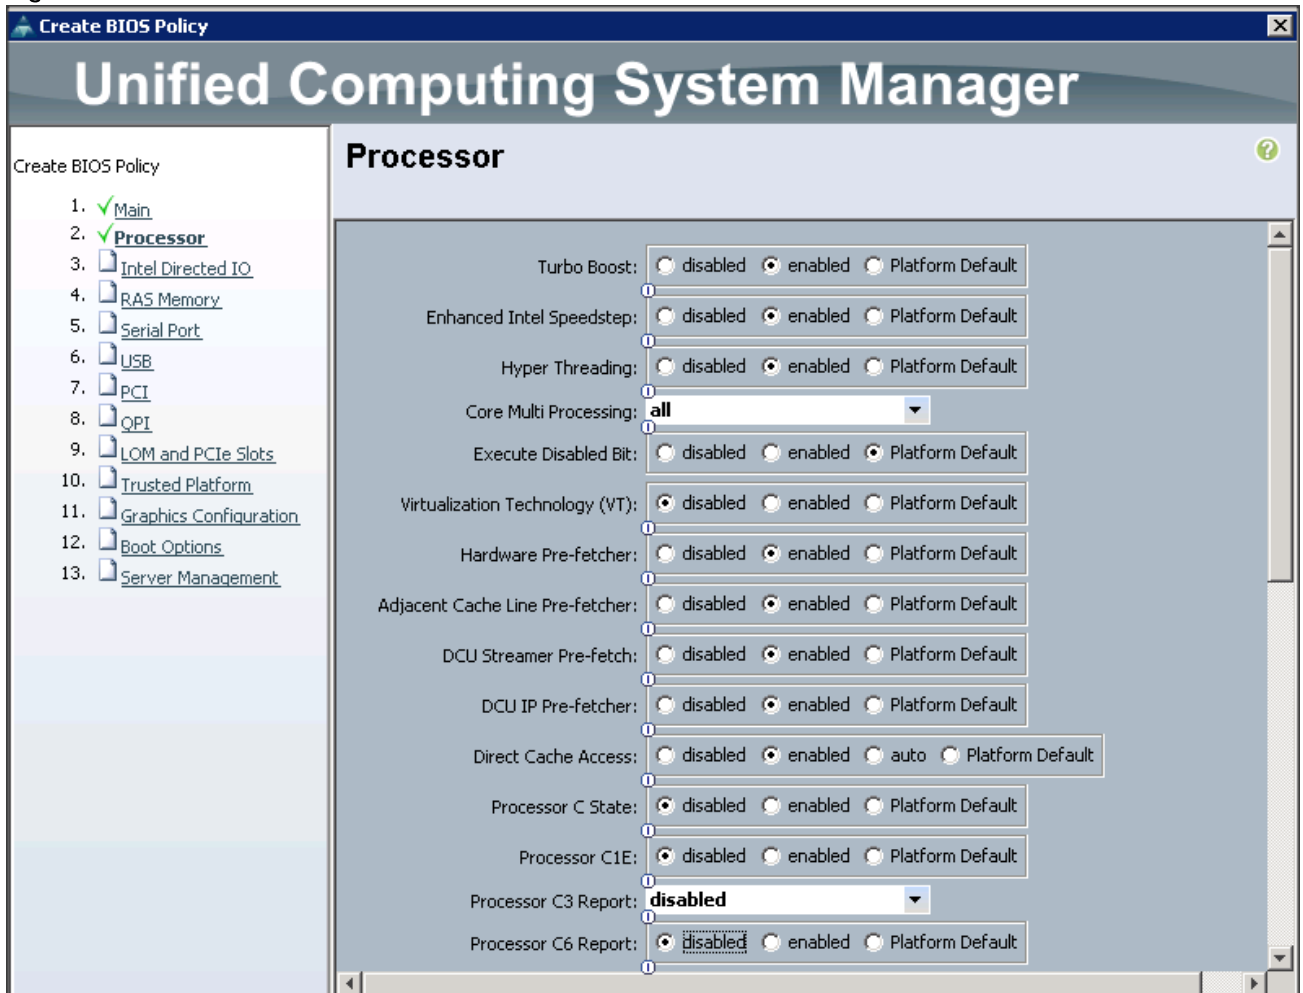 Create BIOS Policy
Unified Computing System Manager
Create BIOS Policy
1. Main
2. Processor
3. Intel Directed IO
4. RAS Memory
5. Serial Port
6. USB
7. PCI
8. QPI
9. LOM and PCIe Slots
10. Trusted Platform
11. Graphics Configuration
12. Boot Options
13. Server Management
Processor
Turbo Boost: disabled enabled Platform Default
Enhanced Intel Speedstep: disabled enabled Platform Default
Hyper Threading: disabled enabled Platform Default
Core Multi Processing: all
Execute Disabled Bit: disabled enabled Platform Default
Virtualization Technology (VT): disabled enabled Platform Default
Hardware Pre-fetcher: disabled enabled Platform Default
Adjacent Cache Line Pre-fetcher: disabled enabled Platform Default
DCU Streamer Pre-fetch: disabled enabled Platform Default
DCU IP Pre-fetcher: disabled enabled Platform Default
Direct Cache Access: disabled enabled auto Platform Default
Processor C State: disabled enabled Platform Default
Processor C1E: disabled enabled Platform Default
Processor C3 Report: disabled
Processor C6 Report: disabled enabled Platform Default